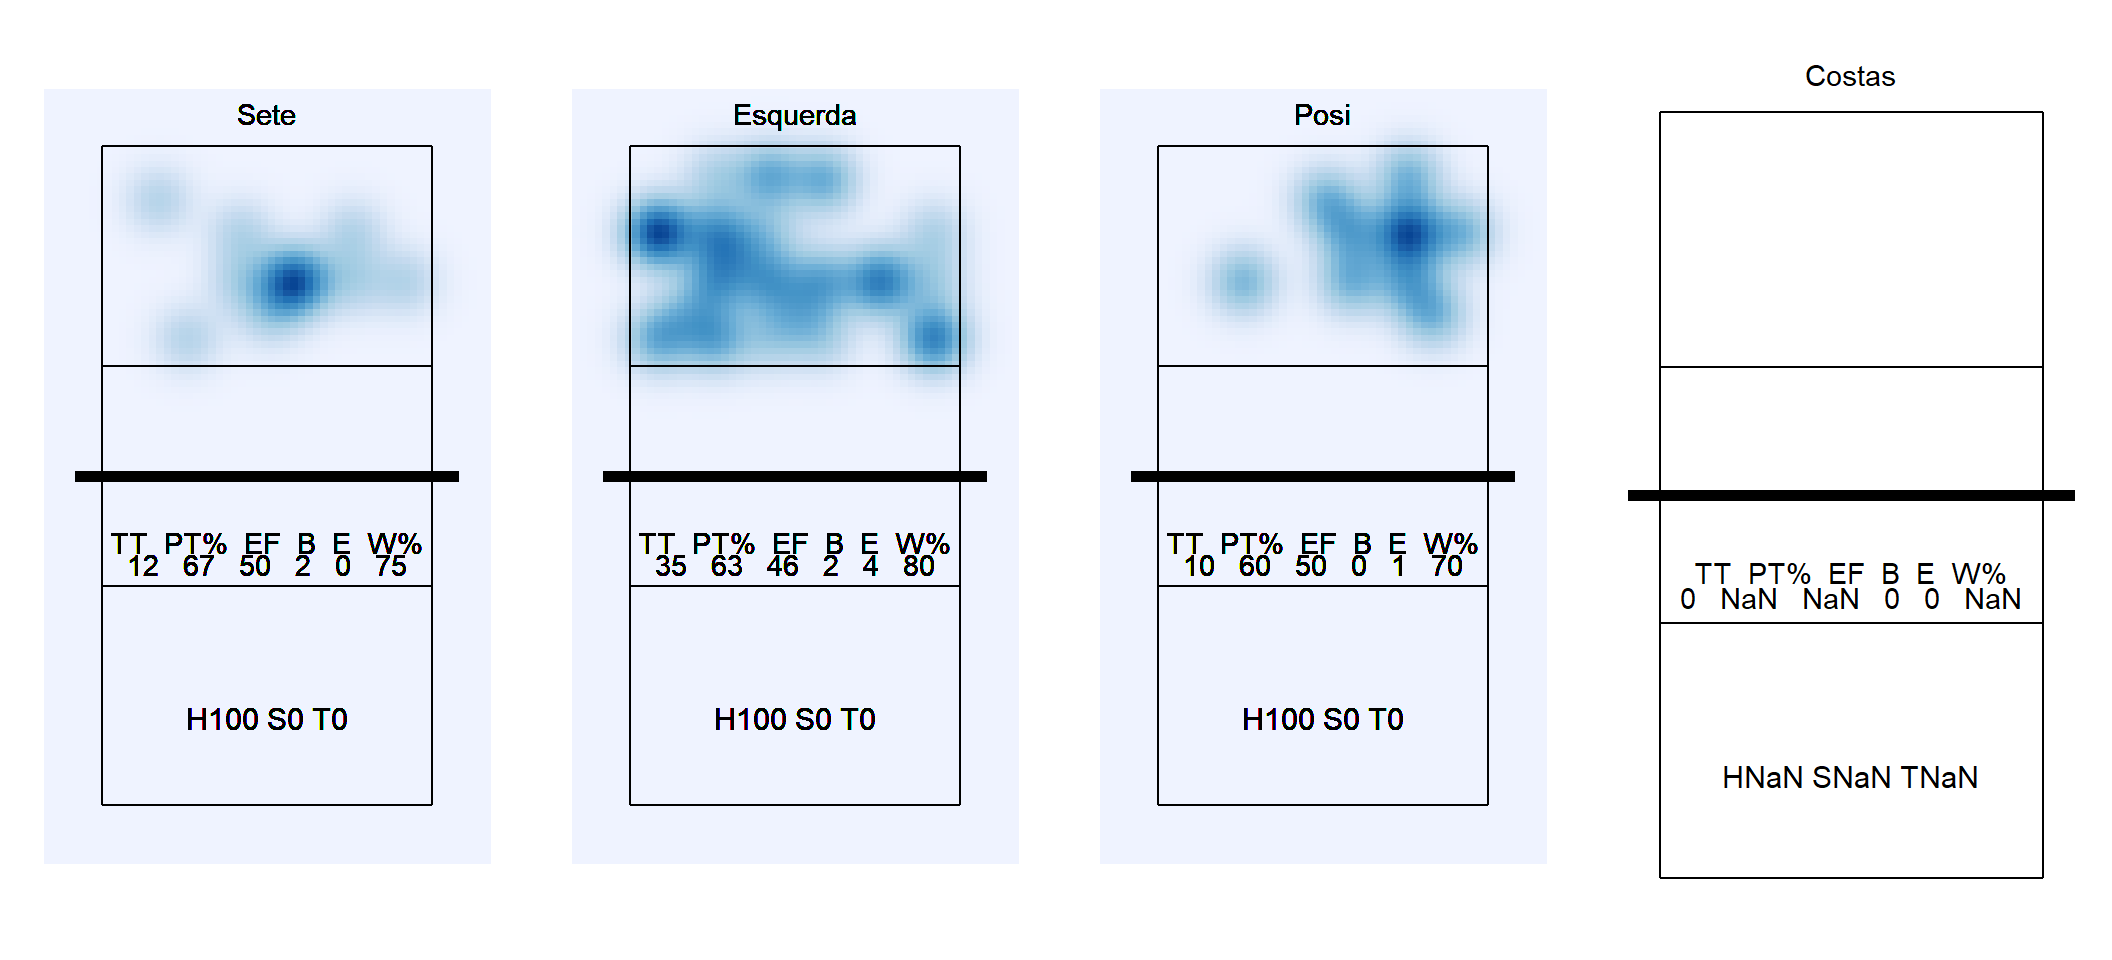 Sete
TT PT% EF B E W%
12 67 50 2 0 75
H100 S0 T0
Esquerda
TT PT% EF B E W%
35 63 46 2 4 80
H100 S0 T0
Posi
TT PT% EF B E W%
10 60 50 0 1 70
H100 S0 T0
Costas
TT PT% EF B E W%
0 NaN NaN 0 0 NaN
HNaN SNaN TNaN